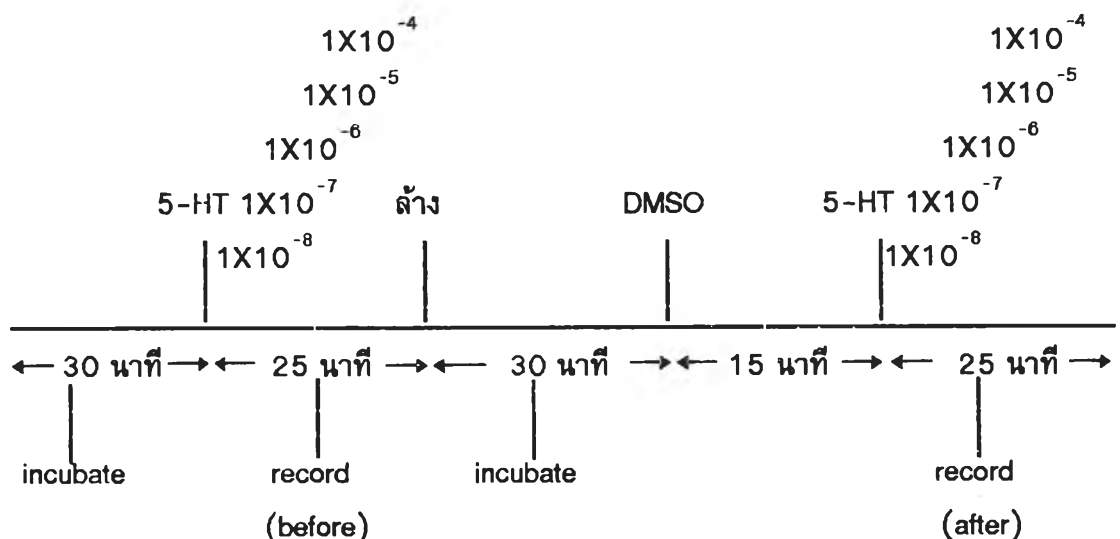 1X10⁻⁴ 1X10⁻⁴
1X10⁻⁵ 1X10⁻⁵
1X10⁻⁶ 1X10⁻⁶
5-HT 1X10⁻⁷ ล้าง DMSO 5-HT 1X10⁻⁷
1X10⁻⁸ 1X10⁻⁸
30 นาที 25 นาที 30 นาที 15 นาที 25 นาที
incubate record incubate record
(before) (after)